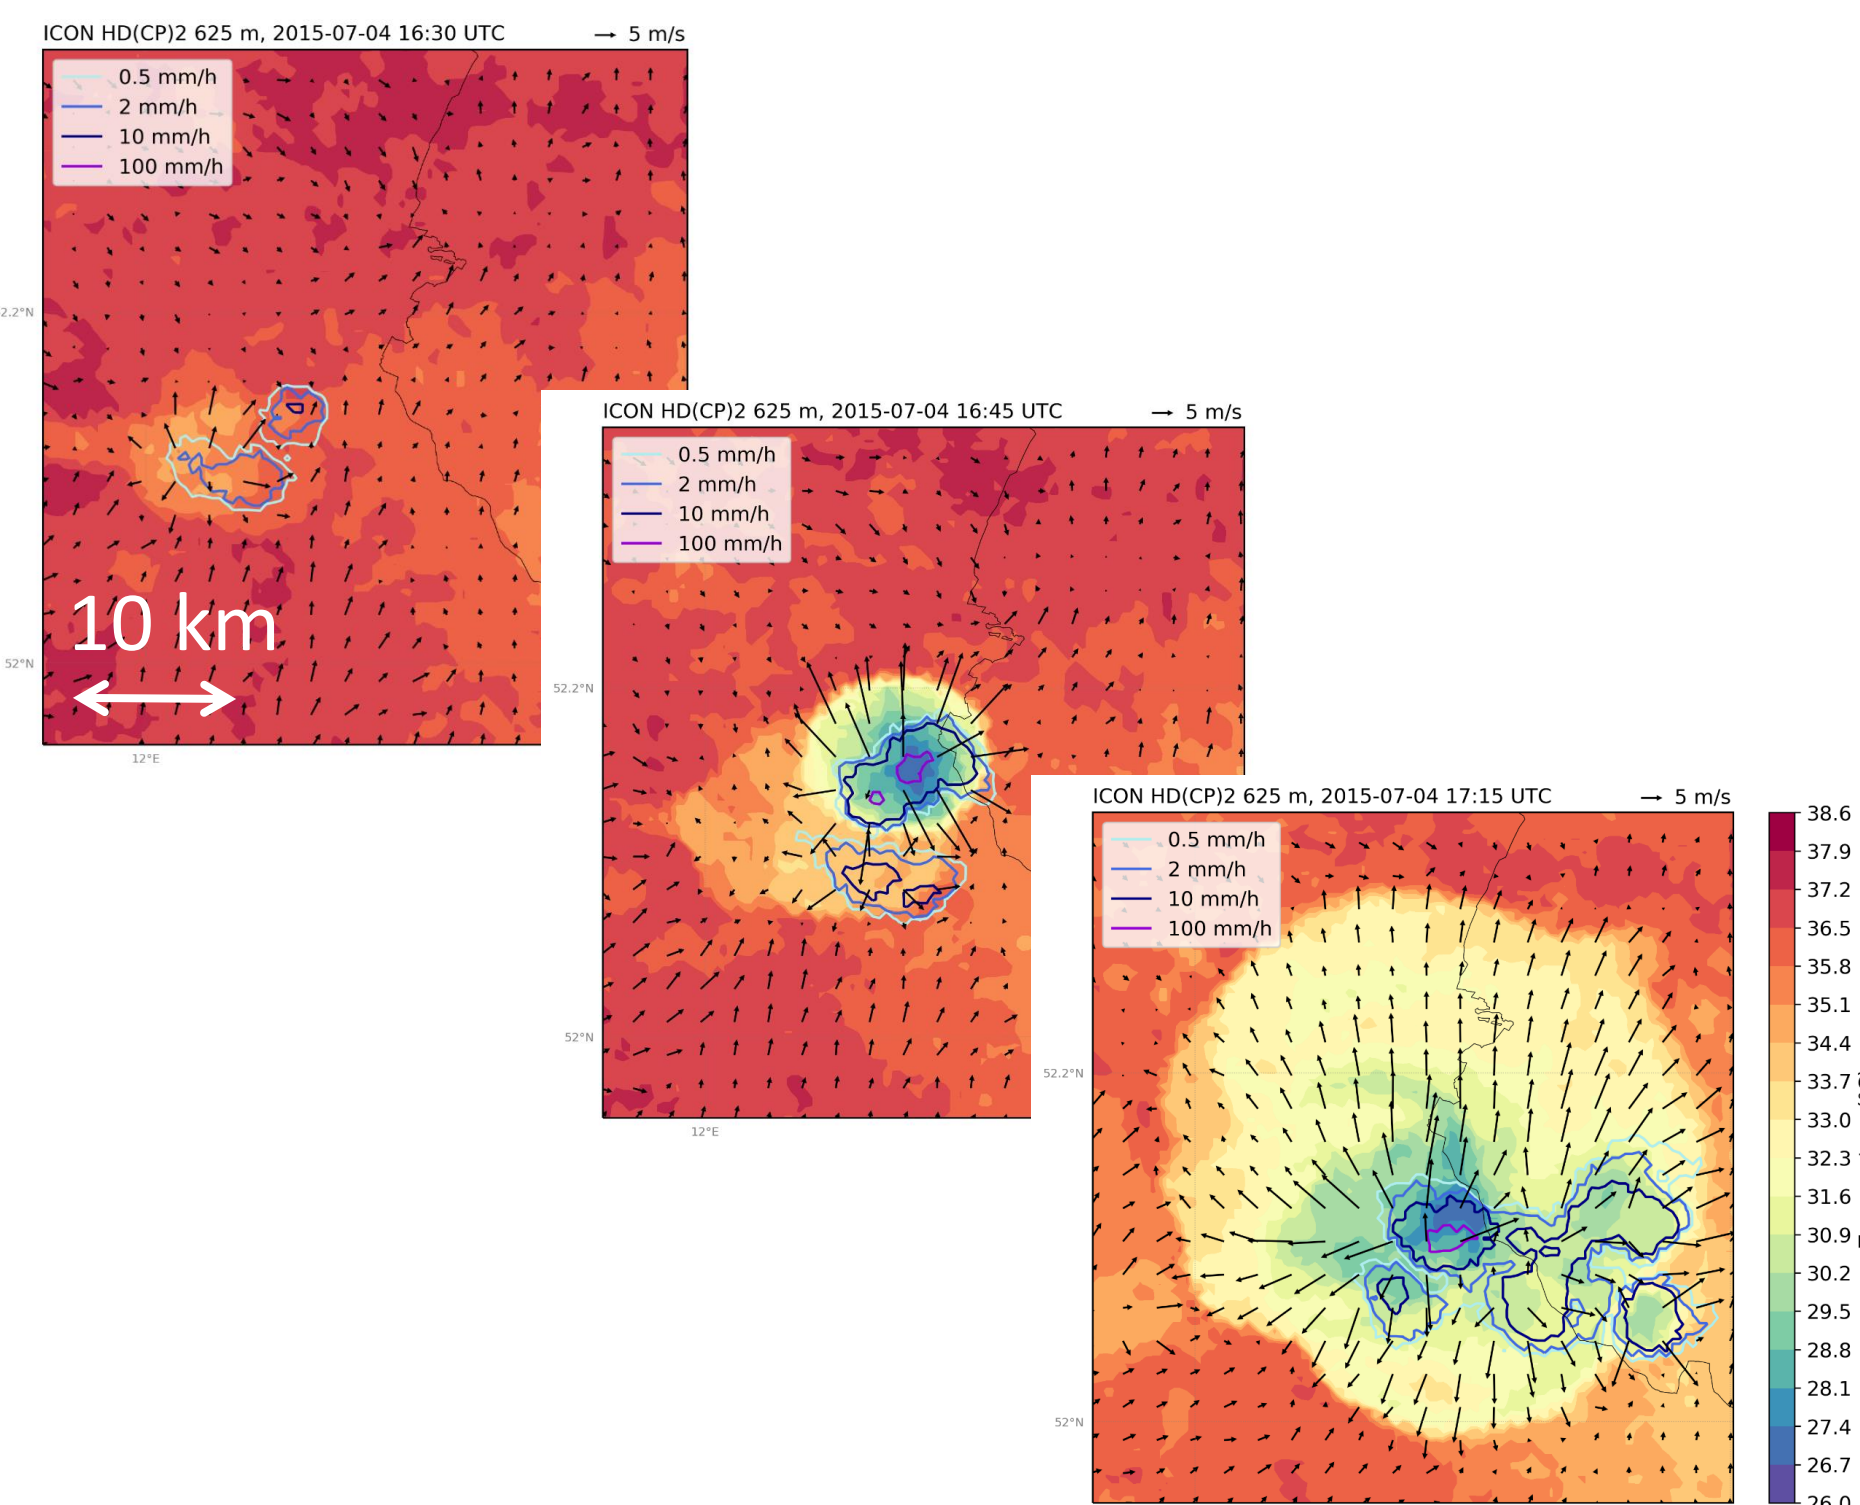 ICON HD(CP)2 625 m, 2015-07-04 16:30 UTC
5 m/s
0.5 mm/h
2 mm/h
10 mm/h
100 mm/h
2.2°N
10 km
52°N
12°E
ICON HD(CP)2 625 m, 2015-07-04 16:45 UTC
5 m/s
0.5 mm/h
2 mm/h
10 mm/h
100 mm/h
52.2°N
52°N
12°E
ICON HD(CP)2 625 m, 2015-07-04 17:15 UTC
5 m/s
0.5 mm/h
2 mm/h
10 mm/h
100 mm/h
52.2°N
52°N
38.6
37.9
37.2
36.5
35.8
35.1
34.4
33.7
33.0
32.3
31.6
30.9
30.2
29.5
28.8
28.1
27.4
26.7
26.0